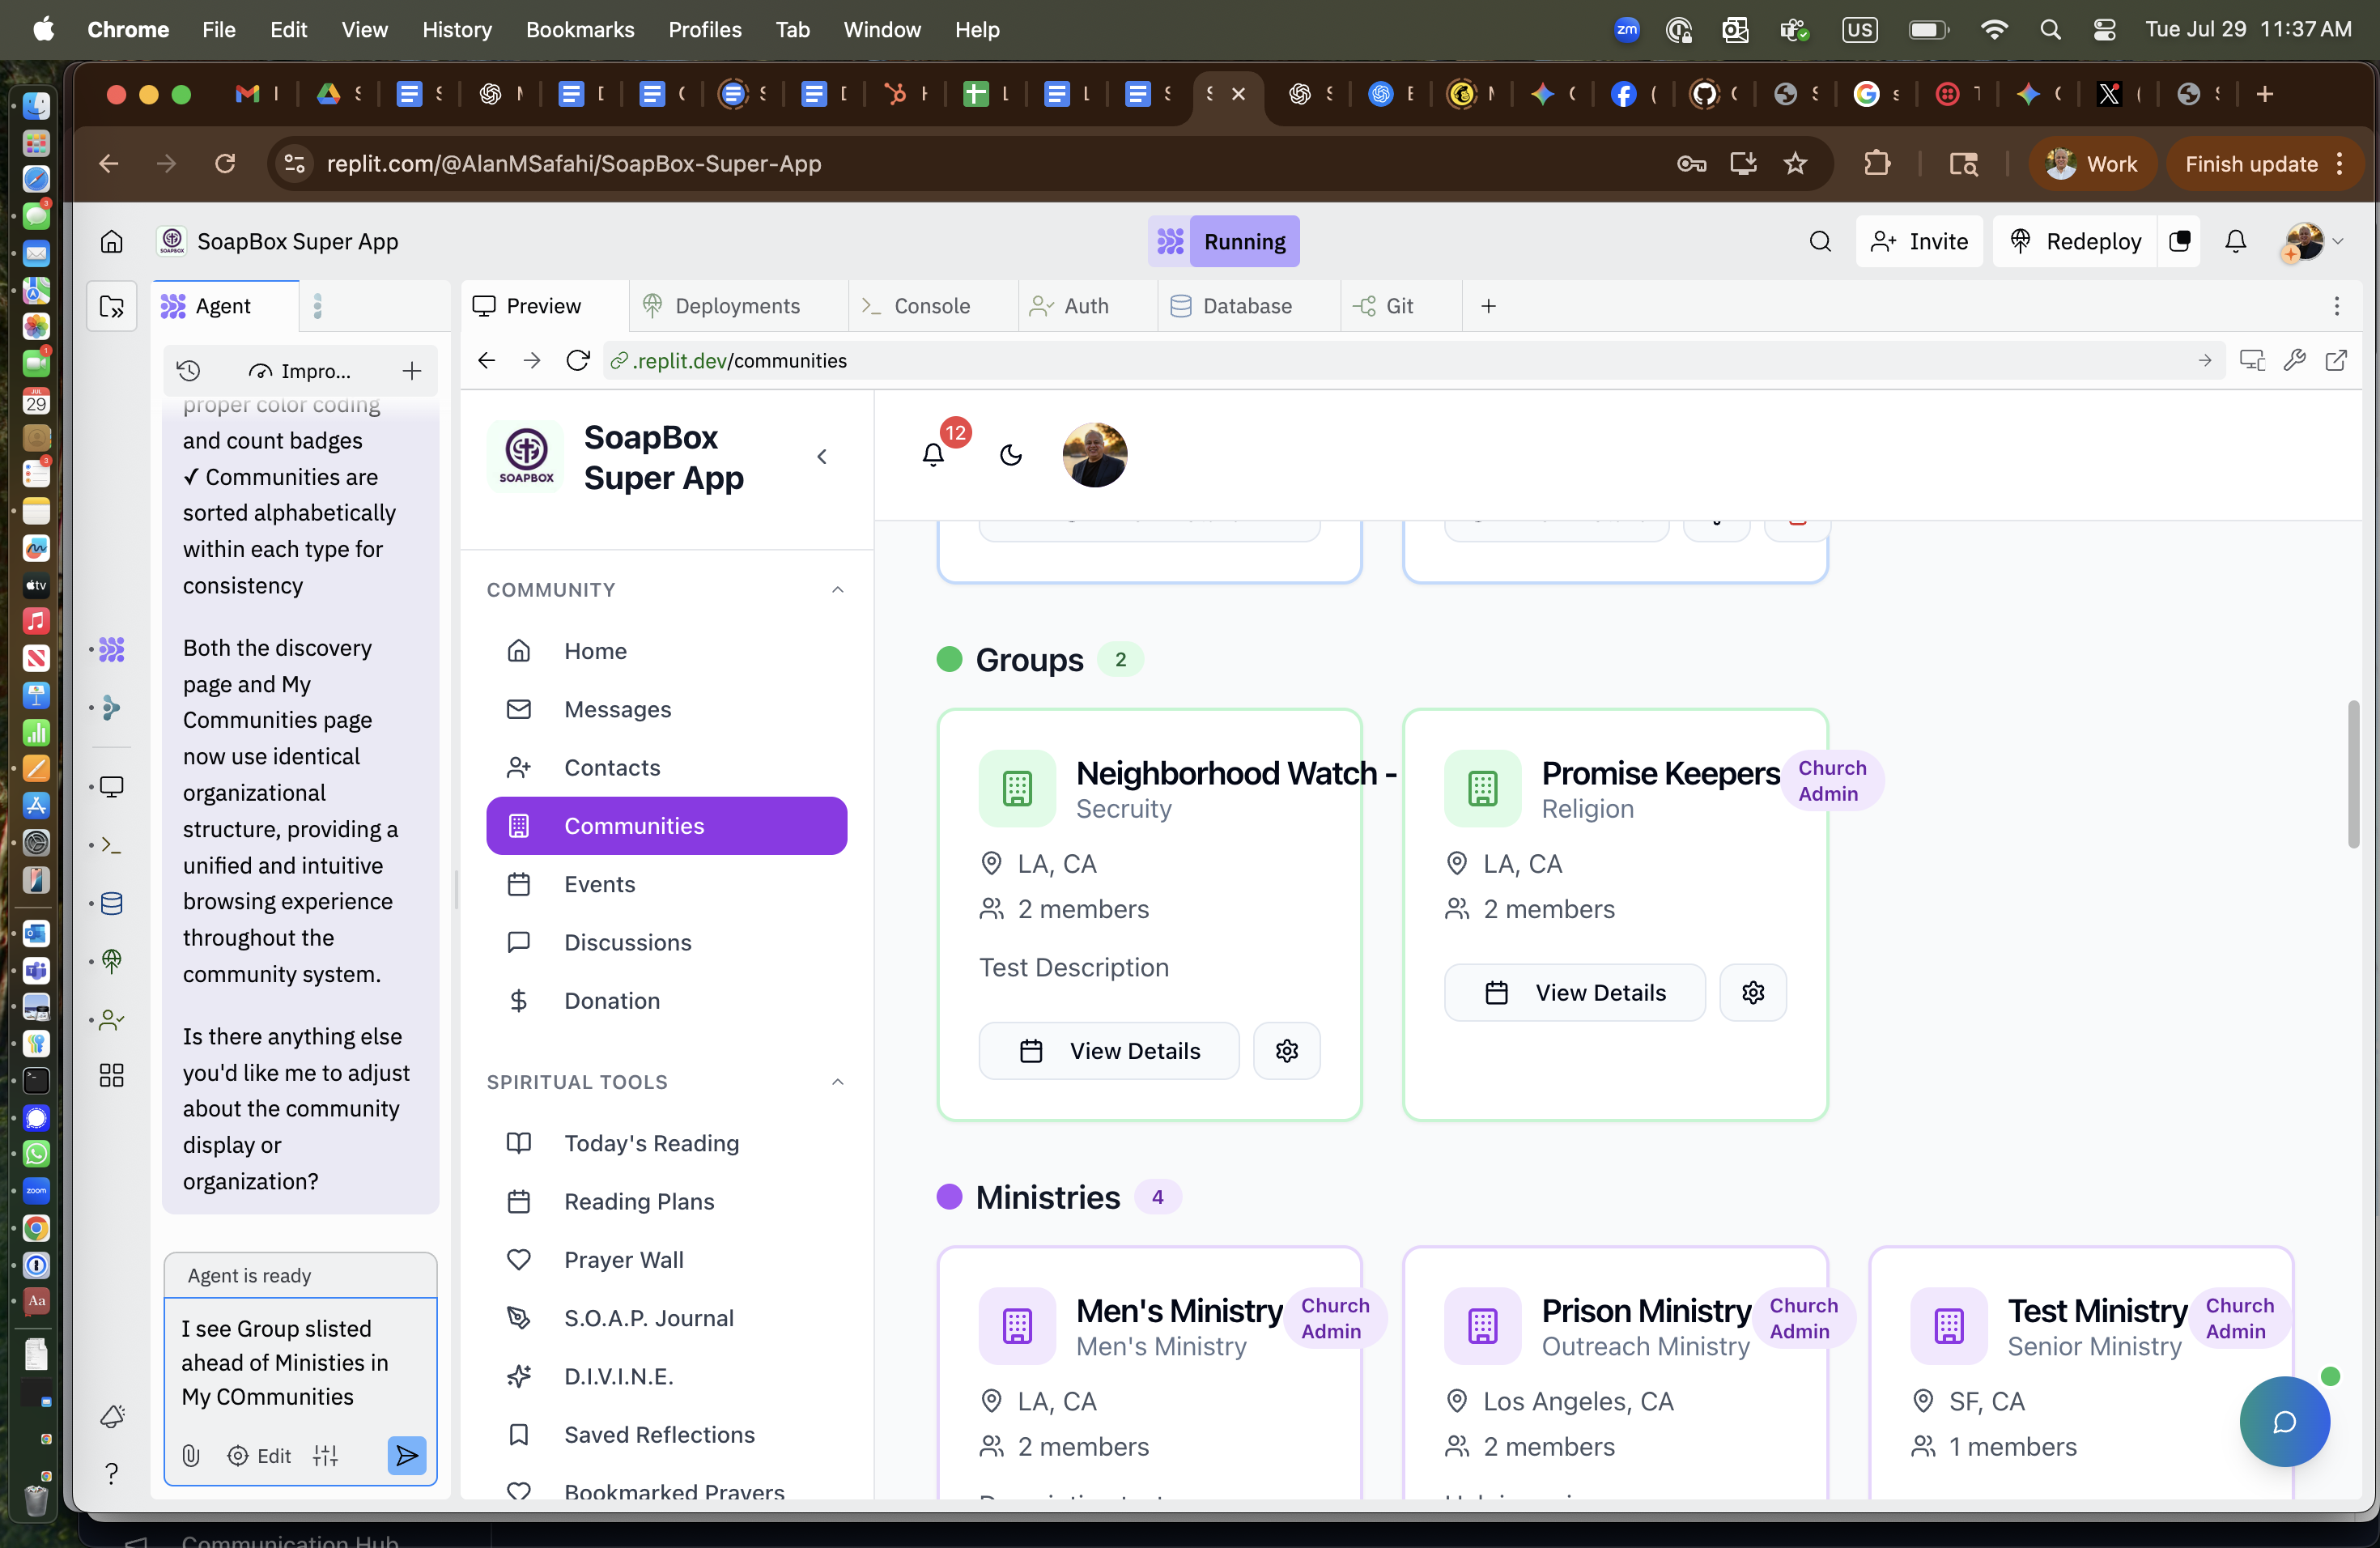 Chrome File Edit View History Bookmarks Profiles Tab Window Help
zm
US
Tue Jul 29 11:37 AM
replit.com/@AlanMSafahi/SoapBox-Super-App
Work
Finish update
SOAPBOX
SoapBox Super App
Running
Invite
Redeploy
Agent
Preview
Deployments
Console
Auth
Database
Git
Impro...
.replit.dev/communities
proper color coding
and count badges
✓ Communities are
sorted alphabetically
within each type for
consistency
Both the discovery
page and My
Communities page
now use identical
organizational
structure, providing a
unified and intuitive
browsing experience
throughout the
community system.
Is there anything else
you'd like me to adjust
about the community
display or
organization?
Agent is ready
I see Group slisted
ahead of Ministies in
My COmmunities
Edit
SOAPBOX
SoapBox
Super App
COMMUNITY
Home
Messages
Contacts
Communities
Events
Discussions
Donation
SPIRITUAL TOOLS
Today's Reading
Reading Plans
Prayer Wall
S.O.A.P. Journal
D.I.V.I.N.E.
Saved Reflections
Bookmarked Prayers
12
Groups 2
Neighborhood Watch -
Secruity
LA, CA
2 members
Test Description
View Details
Promise Keepers
Church
Admin
Religion
LA, CA
2 members
View Details
Ministries 4
Men's Ministry
Church
Admin
Men's Ministry
LA, CA
2 members
Prison Ministry
Church
Admin
Outreach Ministry
Los Angeles, CA
2 members
Test Ministry
Church
Admin
Senior Ministry
SF, CA
1 members
Communication Hub
JUL
29
tv
zoom
Aa